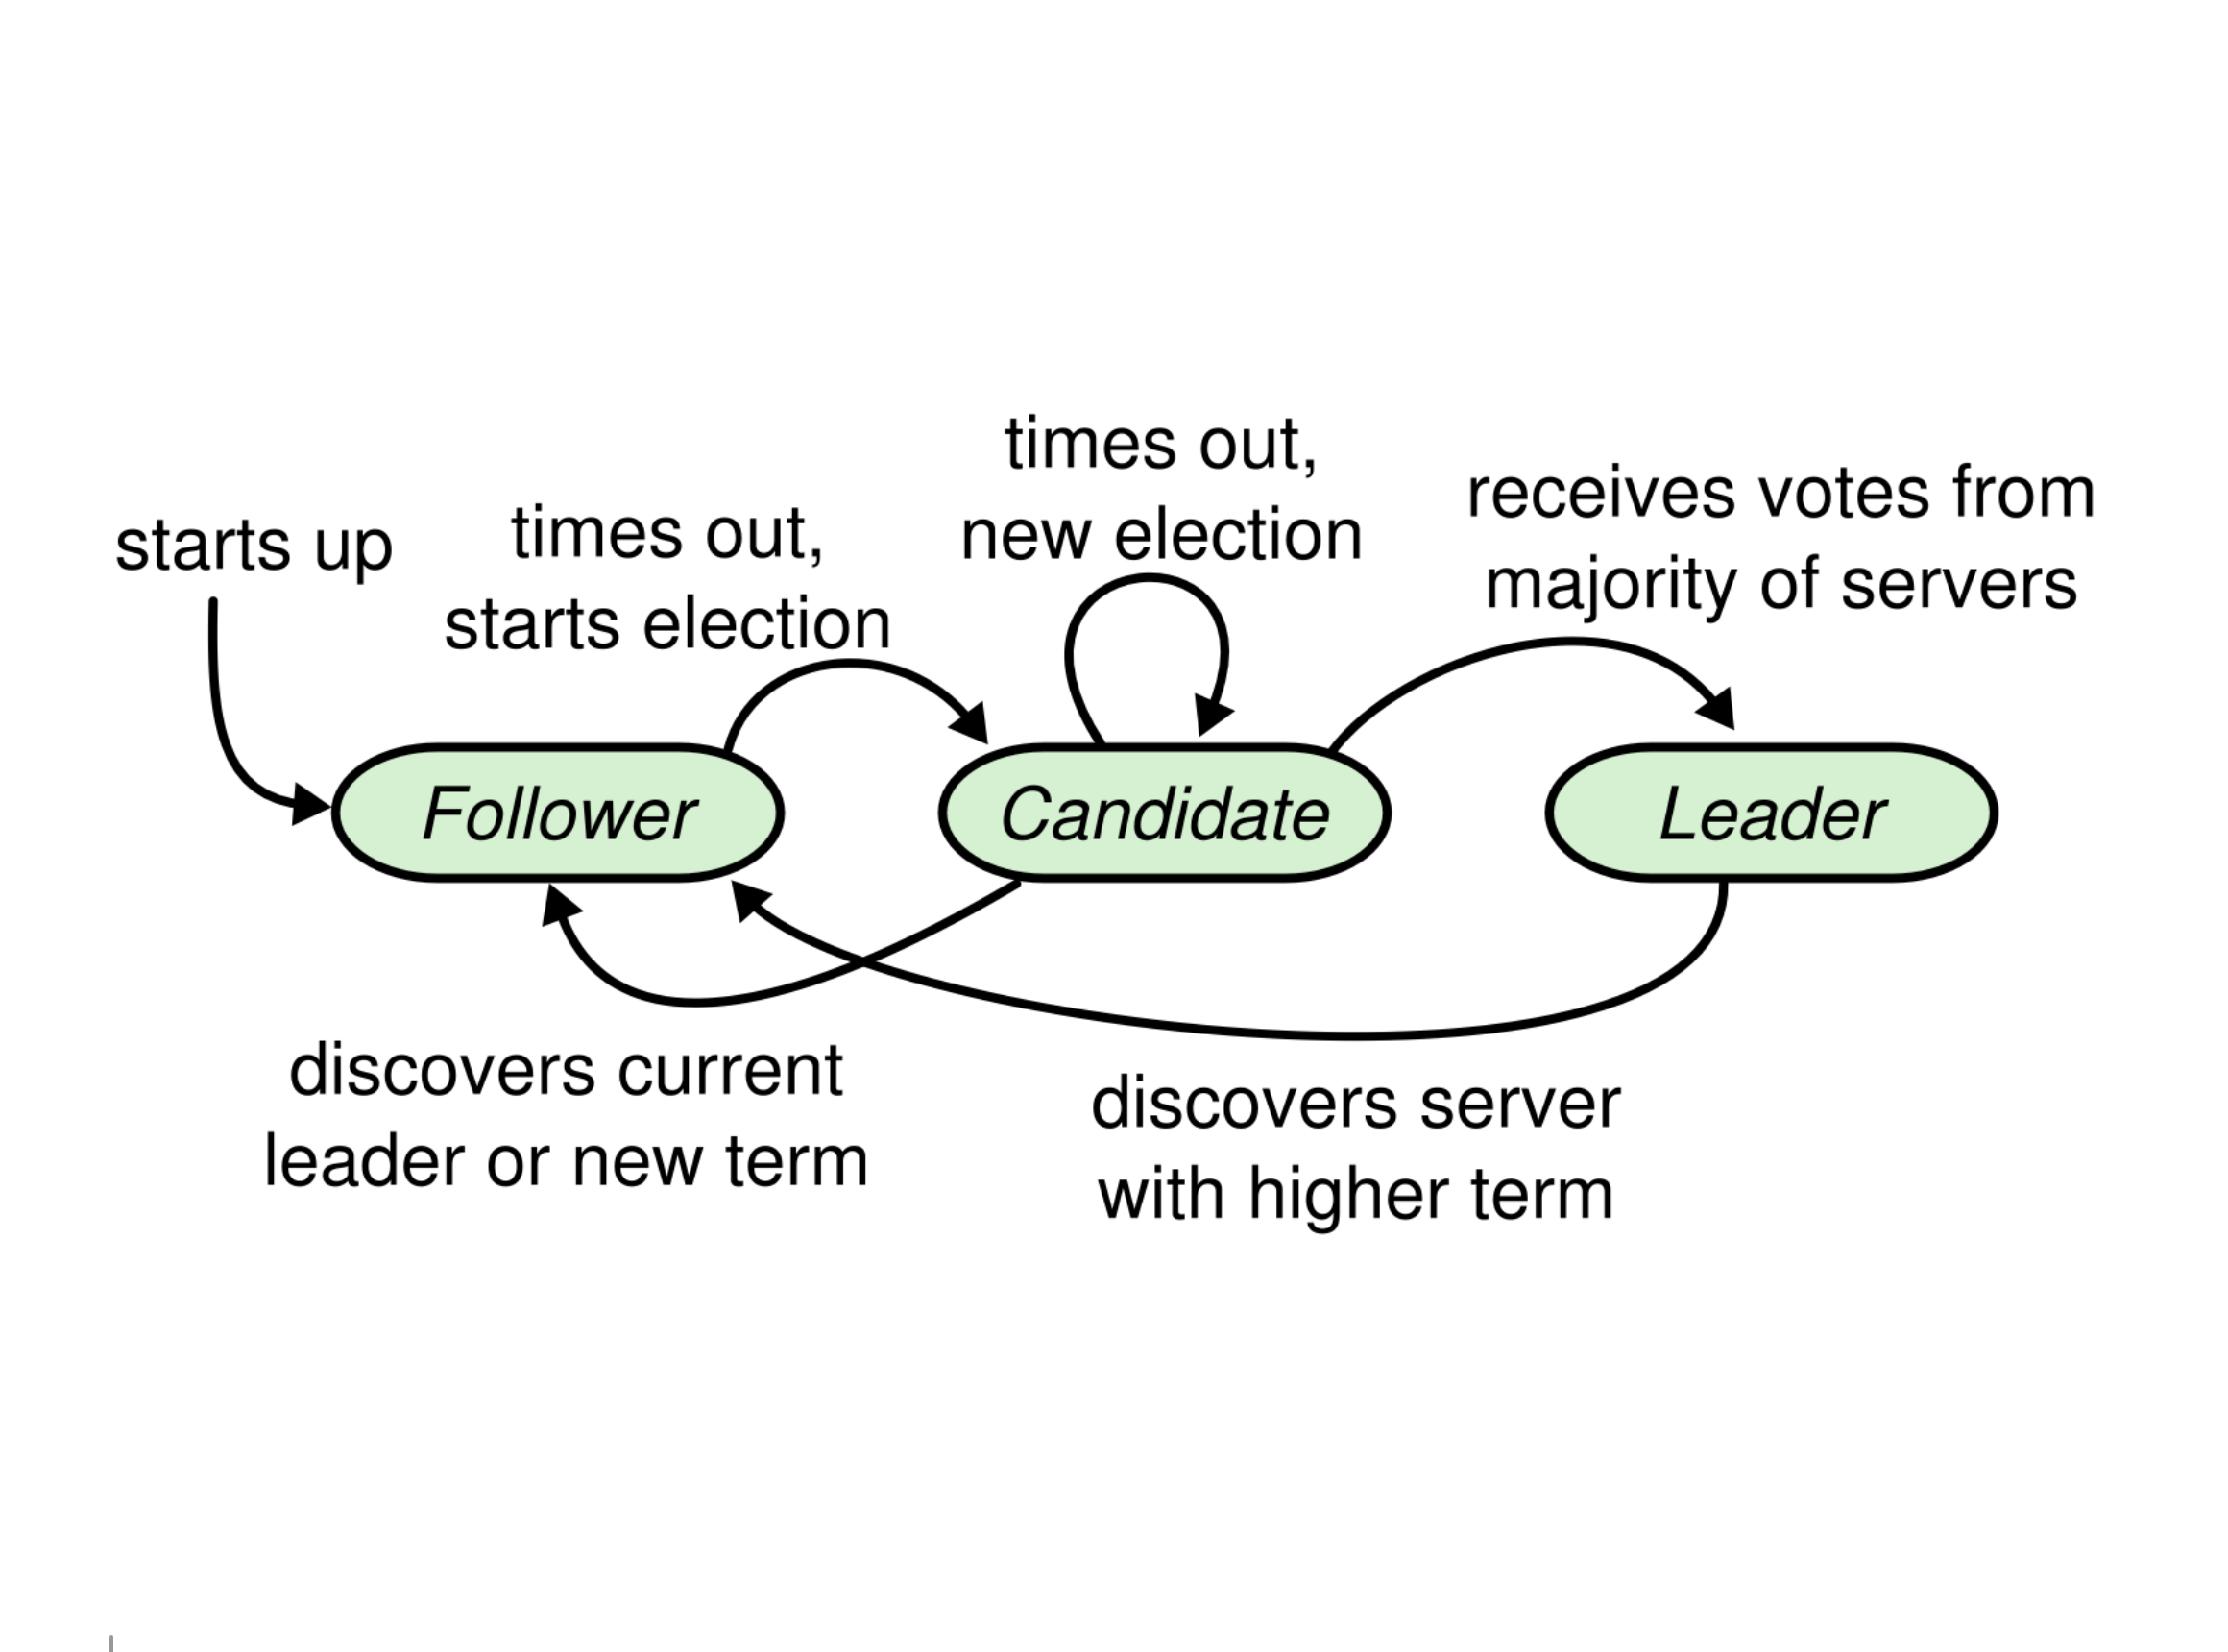 starts up
times out,
starts election
times out,
new election
receives votes from
majority of servers
Follower
Candidate
Leader
discovers current
leader or new term
discovers server
with higher term